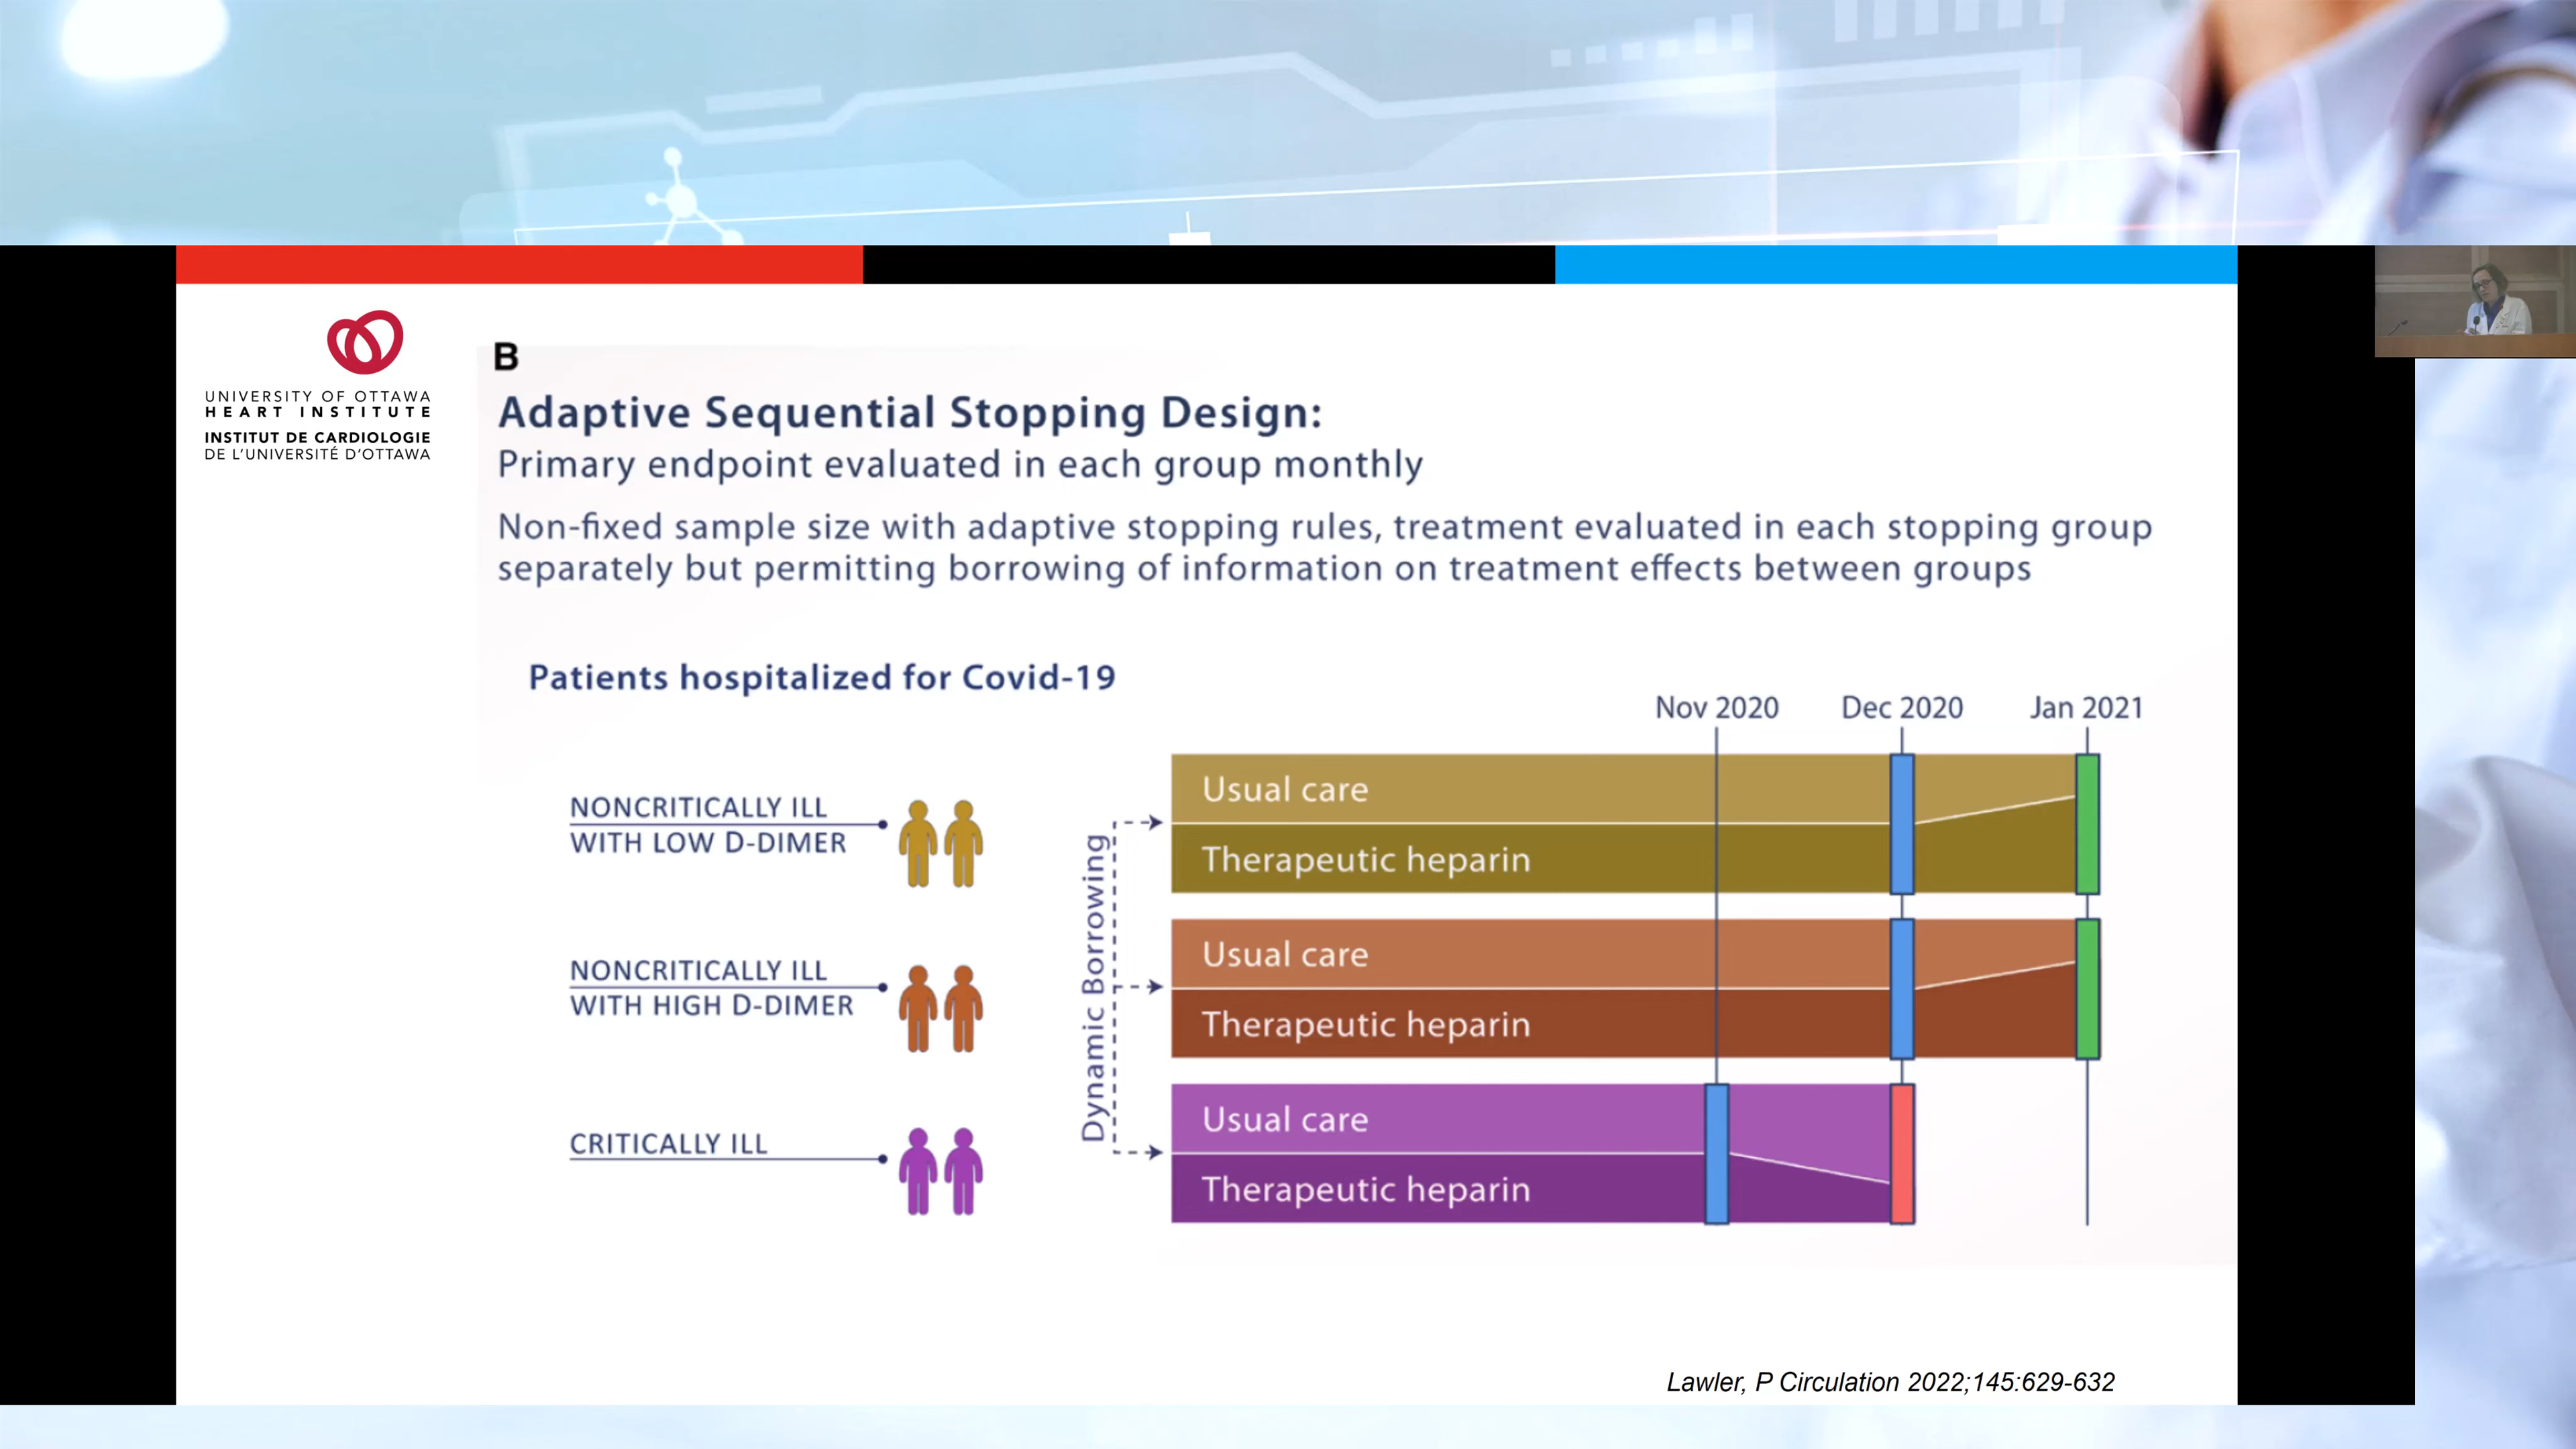 UNIVERSITY OF OTTAWA
HEART INSTITUTE
INSTITUT DE CARDIOLOGIE
DE L'UNIVERSITÉ D'OTTAWA
B
Adaptive Sequential Stopping Design:
Primary endpoint evaluated in each group monthly
Non-fixed sample size with adaptive stopping rules, treatment evaluated in each stopping group
separately but permitting borrowing of information on treatment effects between groups
Patients hospitalized for Covid-19
Nov 2020
Dec 2020
Jan 2021
NONCRITICALLY ILL
WITH LOW D-DIMER
Usual care
Therapeutic heparin
Dynamic Borrowing
NONCRITICALLY ILL
WITH HIGH D-DIMER
Usual care
Therapeutic heparin
CRITICALLY ILL
Usual care
Therapeutic heparin
Lawler, P Circulation 2022;145:629-632